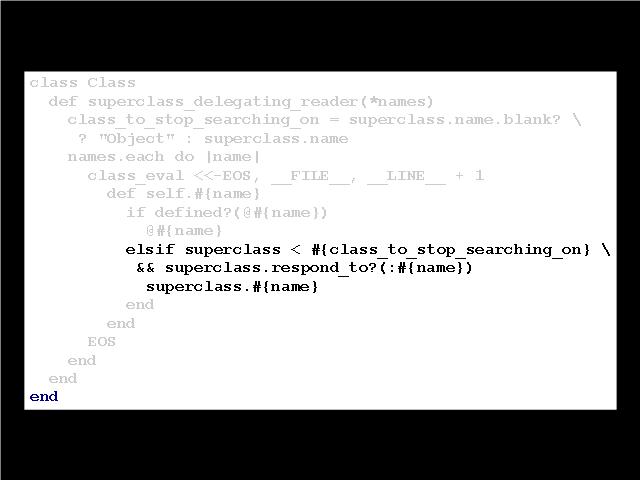 class Class
  def superclass_delegating_reader(*names)
    class_to_stop_searching_on = superclass.name.blank? \
     ? "Object" : superclass.name
    names.each do |name|
      class_eval <<-EOS, __FILE__, __LINE__ + 1
        def self.#{name}
          if defined?(@#{name})
            @#{name}
          elsif superclass < #{class_to_stop_searching_on} \
           && superclass.respond_to?(:#{name})
            superclass.#{name}
          end
        end
      EOS
    end
  end
end